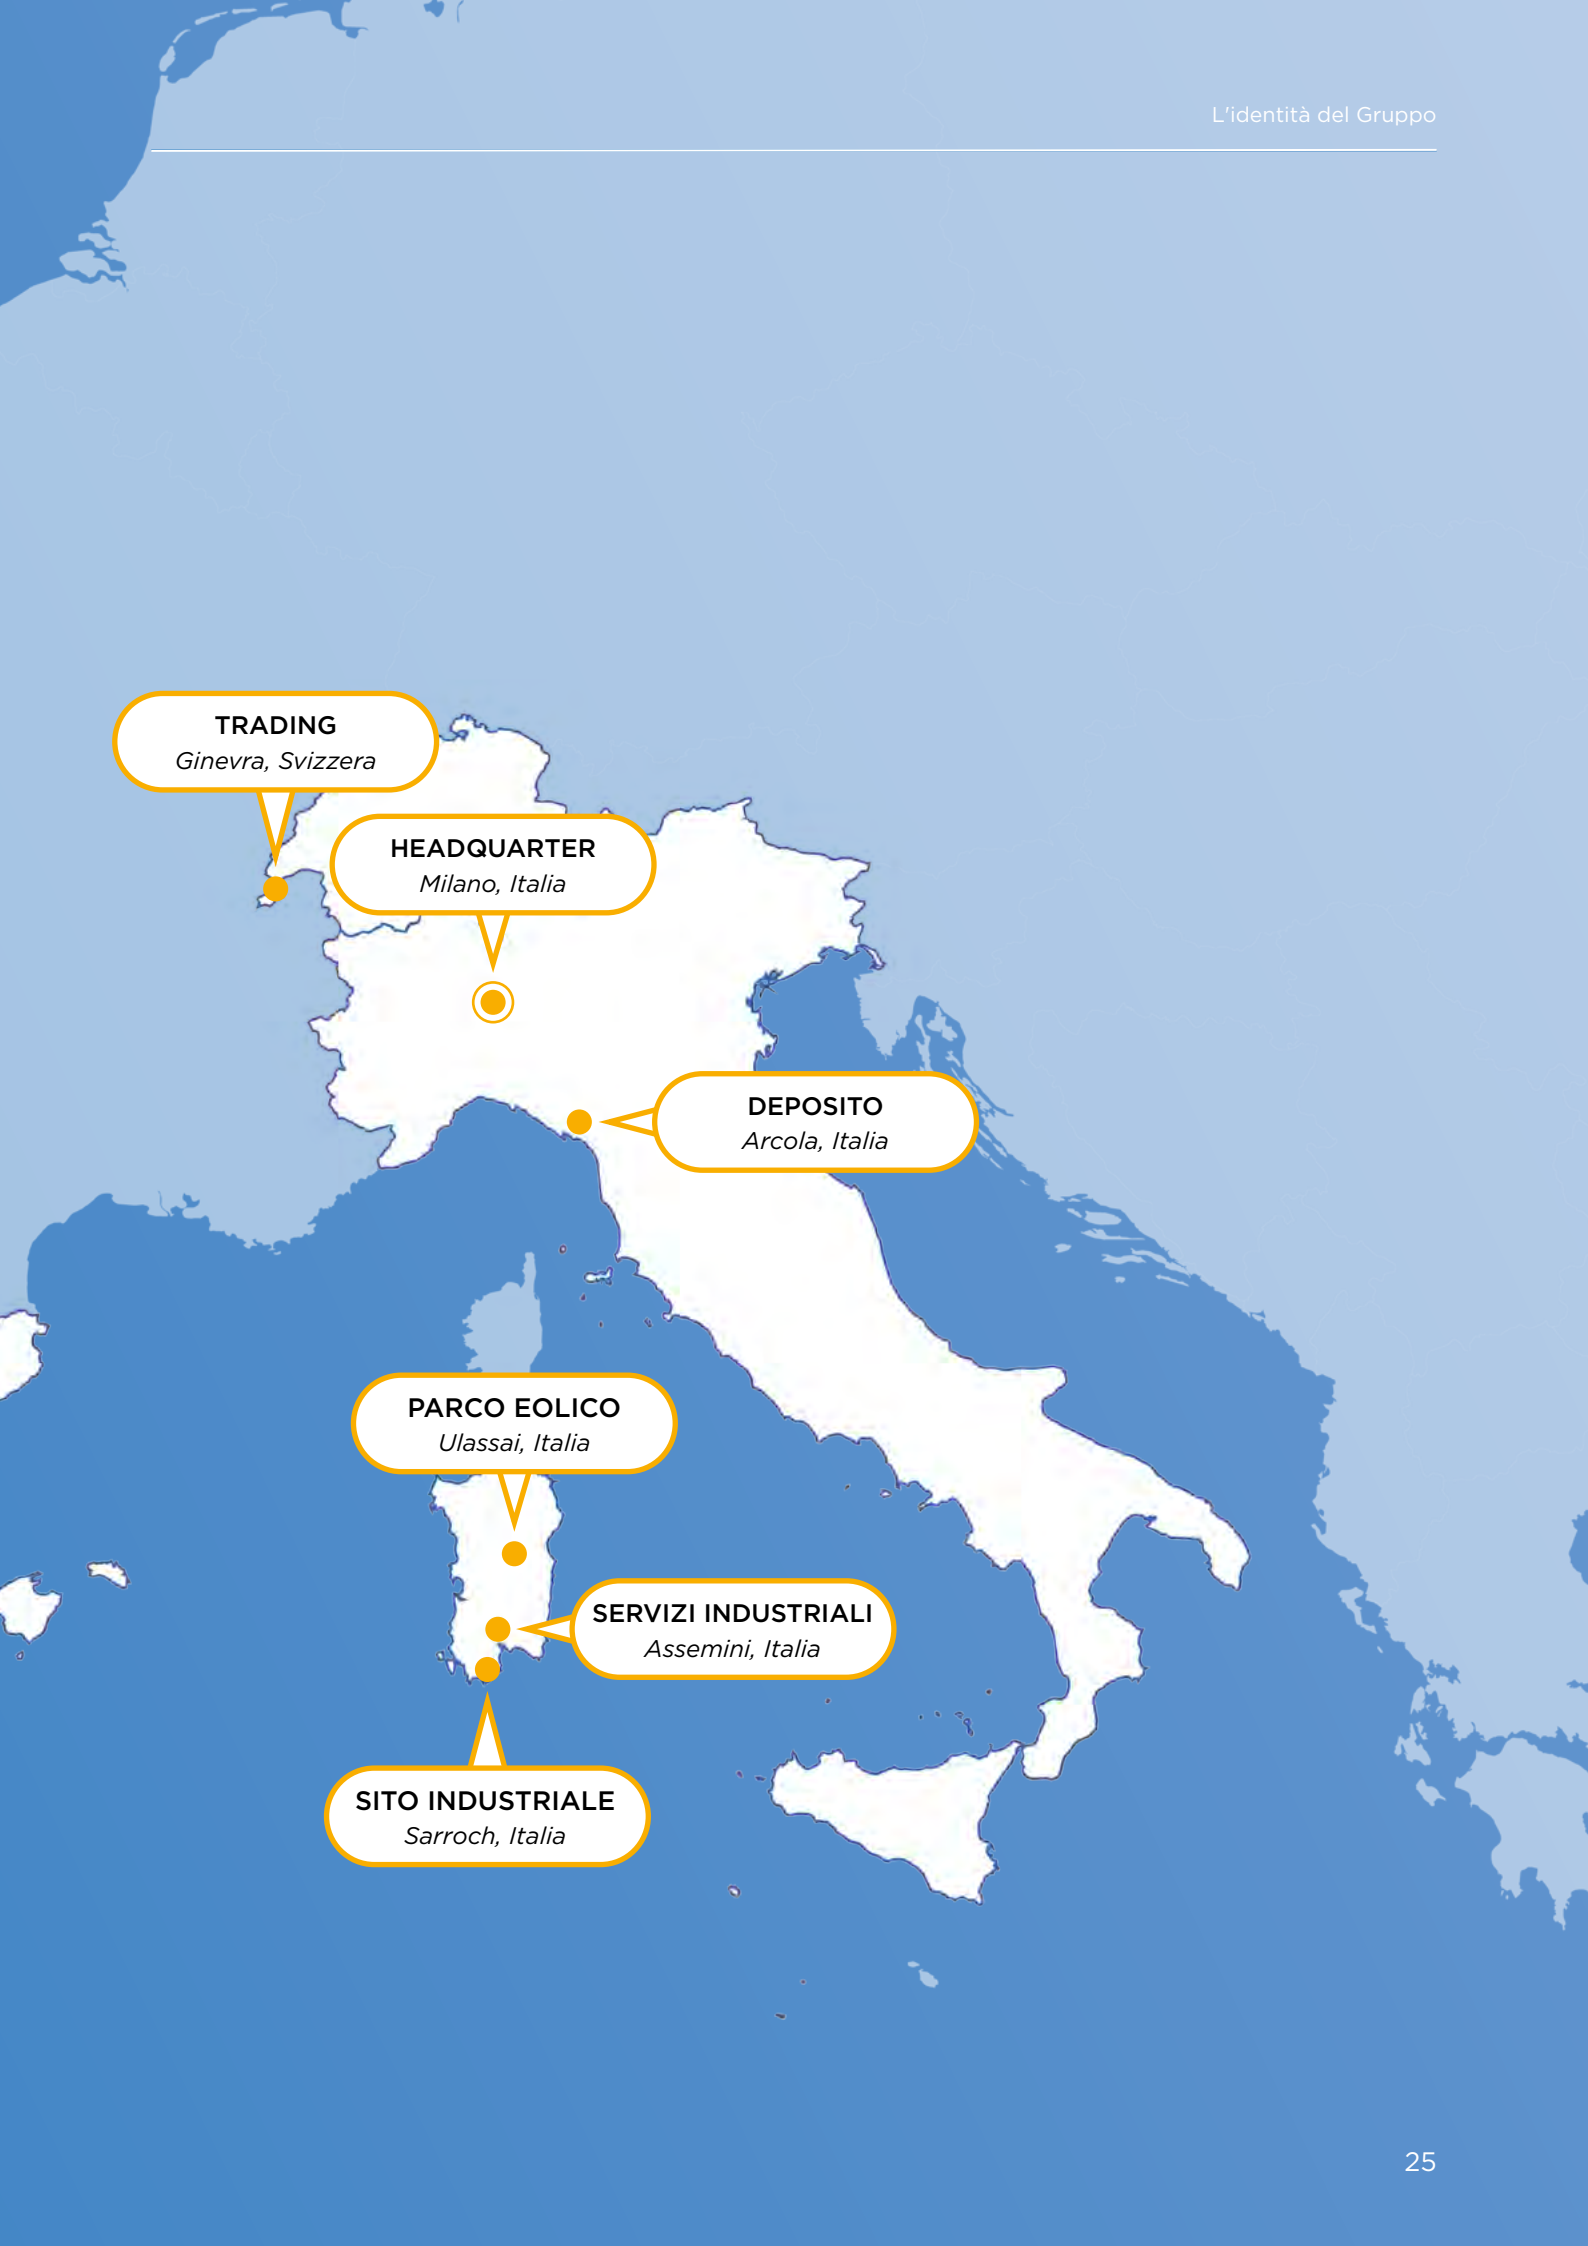 L'identità del Gruppo
TRADING
Ginevra, Svizzera
HEADQUARTER
Milano, Italia
DEPOSITO
Arcola, Italia
PARCO EOLICO
Ulassai, Italia
SERVIZI INDUSTRIALI
Assemini, Italia
SITO INDUSTRIALE
Sarroch, Italia
25